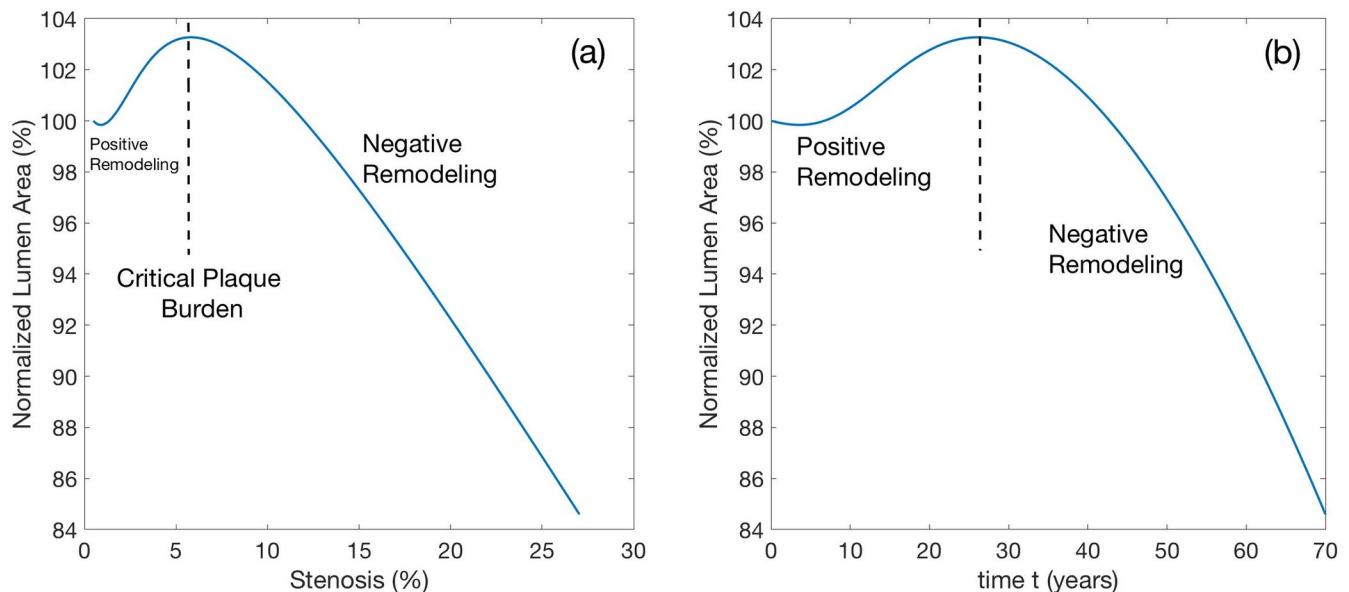 (a)
Normalized Lumen Area (%)
104
102
100
98
96
94
92
90
88
86
84
Positive
Remodeling
Negative
Remodeling
Critical Plaque
Burden
0 5 10 15 20 25 30
Stenosis (%)
(b)
Normalized Lumen Area (%)
104
102
100
98
96
94
92
90
88
86
84
Positive
Remodeling
Negative
Remodeling
0 10 20 30 40 50 60 70
time t (years)